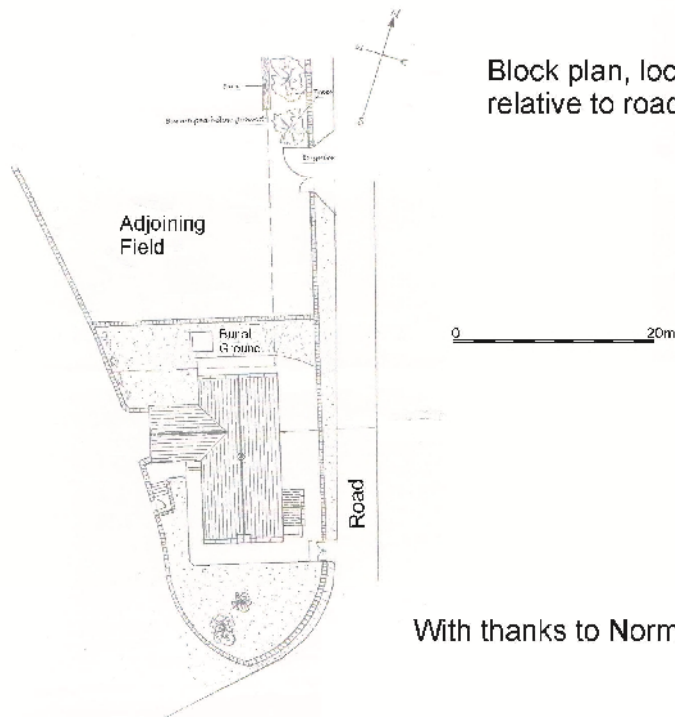 Block plan, loc
relative to road
N
Adjoining
Field
Burial
Ground
0 20m
Road
With thanks to Norm